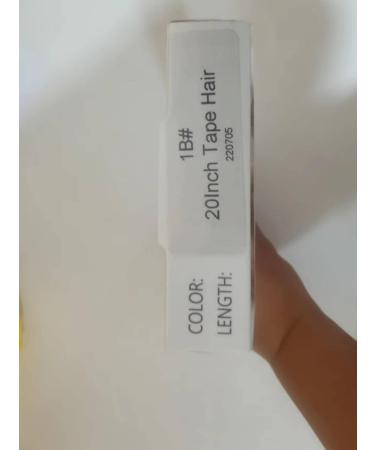 1B#
20Inch Tape Hair
220705
COLOR:
LENGTH: